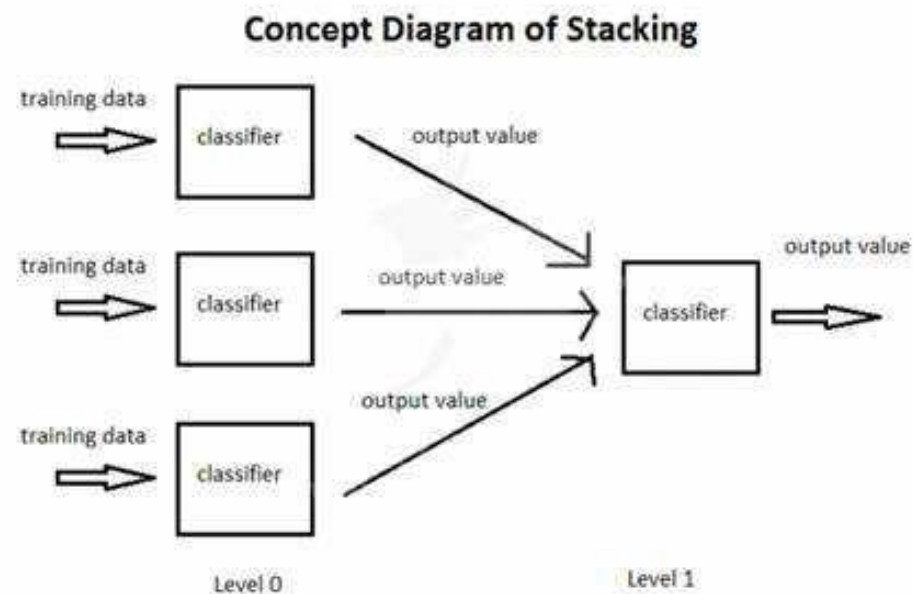 Concept Diagram of Stacking
training data
classifier
output value
training data
classifier
output value
output value
classifier
output value
training data
classifier
Level 0
Level 1